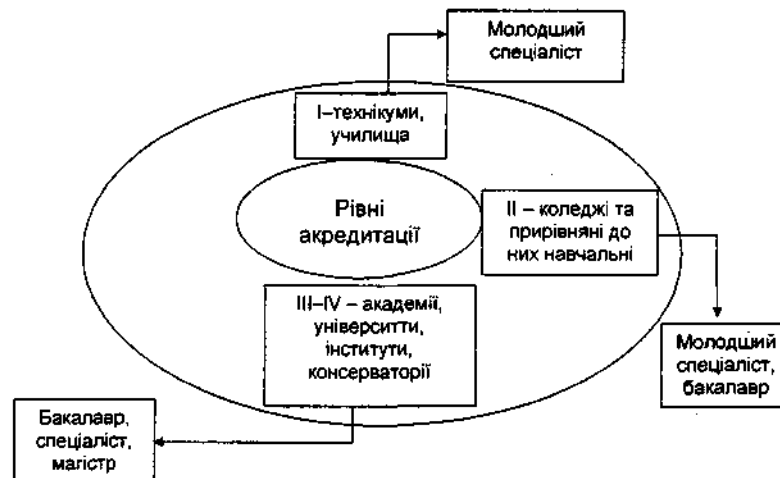 Молодший
спеціаліст
І–технікуми,
училища
Рівні
акредитації
ІІ – коледжі та
прирівняні до
них навчальні
ІІІ–IV – академії,
університти,
інститути,
консерваторії
Молодший
спеціаліст,
бакалавр
Бакалавр,
спеціаліст,
магістр